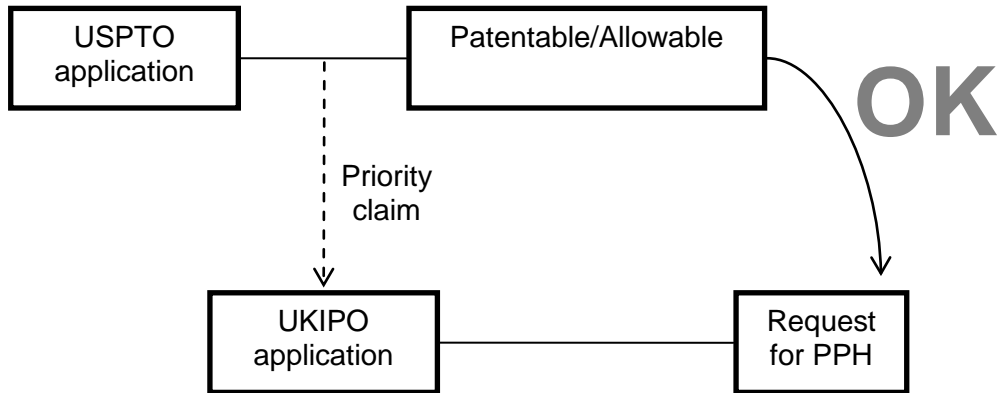 USPTO
application
Patentable/Allowable
OK
Priority
claim
UKIPO
application
Request
for PPH